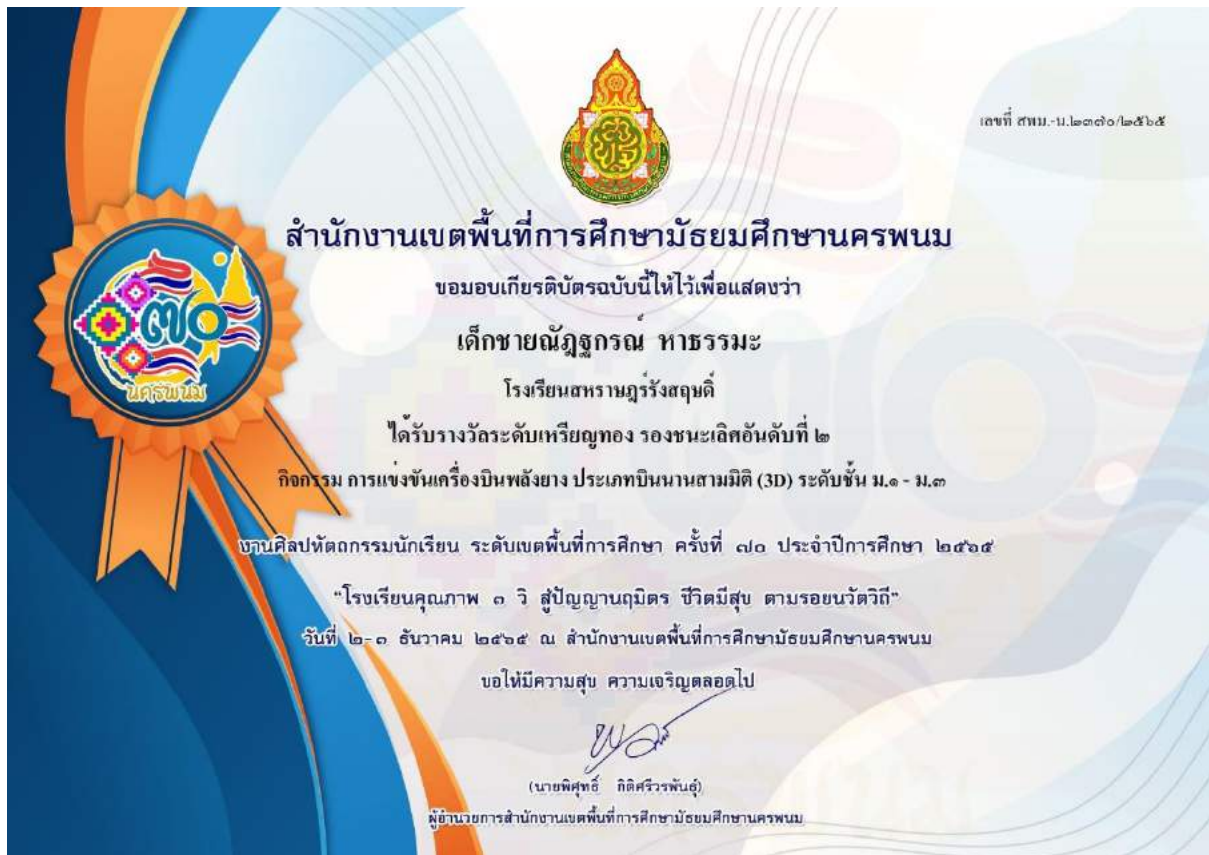 เลขที่ สพม.-น.๒๓๗๐/๒๕๖๕
สำนักงานเขตพื้นที่การศึกษามัธยมศึกษานครพนม
ขอมอบเกียรติบัตรฉบับนี้ให้ไว้เพื่อแสดงว่า
เด็กชายณัฎฐกรณ์ หาธรรมะ
โรงเรียนสหราษฎร์รังสฤษดิ์
ได้รับรางวัลระดับเหรียญทอง รองชนะเลิศอันดับที่ ๒
กิจกรรม การแข่งขันเครื่องบินพลังยาง ประเภทบินนานสามมิติ (3D) ระดับชั้น ม.๑ - ม.๓
งานศิลปหัตถกรรมนักเรียน ระดับเขตพื้นที่การศึกษา ครั้งที่ ๗๐ ประจำปีการศึกษา ๒๕๖๕
“โรงเรียนคุณภาพ ๓ วิ สู่ปัญญานฤมิตร ชีวิตมีสุข ตามรอยนวัตวิถี”
วันที่ ๒-๓ ธันวาคม ๒๕๖๕ ณ สำนักงานเขตพื้นที่การศึกษามัธยมศึกษานครพนม
ขอให้มีความสุข ความเจริญตลอดไป
(นายพิศุทธิ์ กิติศรีวรพันธุ์)
ผู้อำนวยการสำนักงานเขตพื้นที่การศึกษามัธยมศึกษานครพนม
๗๐
นครพนม